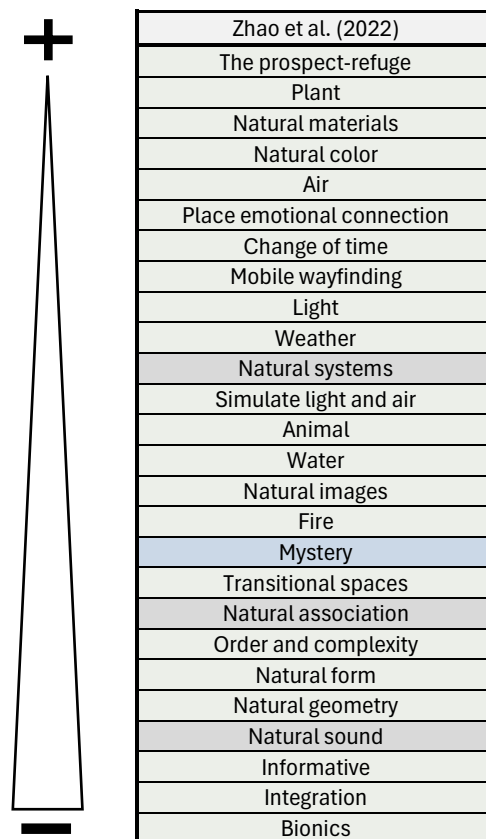 +
Zhao et al. (2022)
The prospect-refuge
Plant
Natural materials
Natural color
Air
Place emotional connection
Change of time
Mobile wayfinding
Light
Weather
Natural systems
Simulate light and air
Animal
Water
Natural images
Fire
Mystery
Transitional spaces
Natural association
Order and complexity
Natural form
Natural geometry
Natural sound
Informative
Integration
Bionics
−